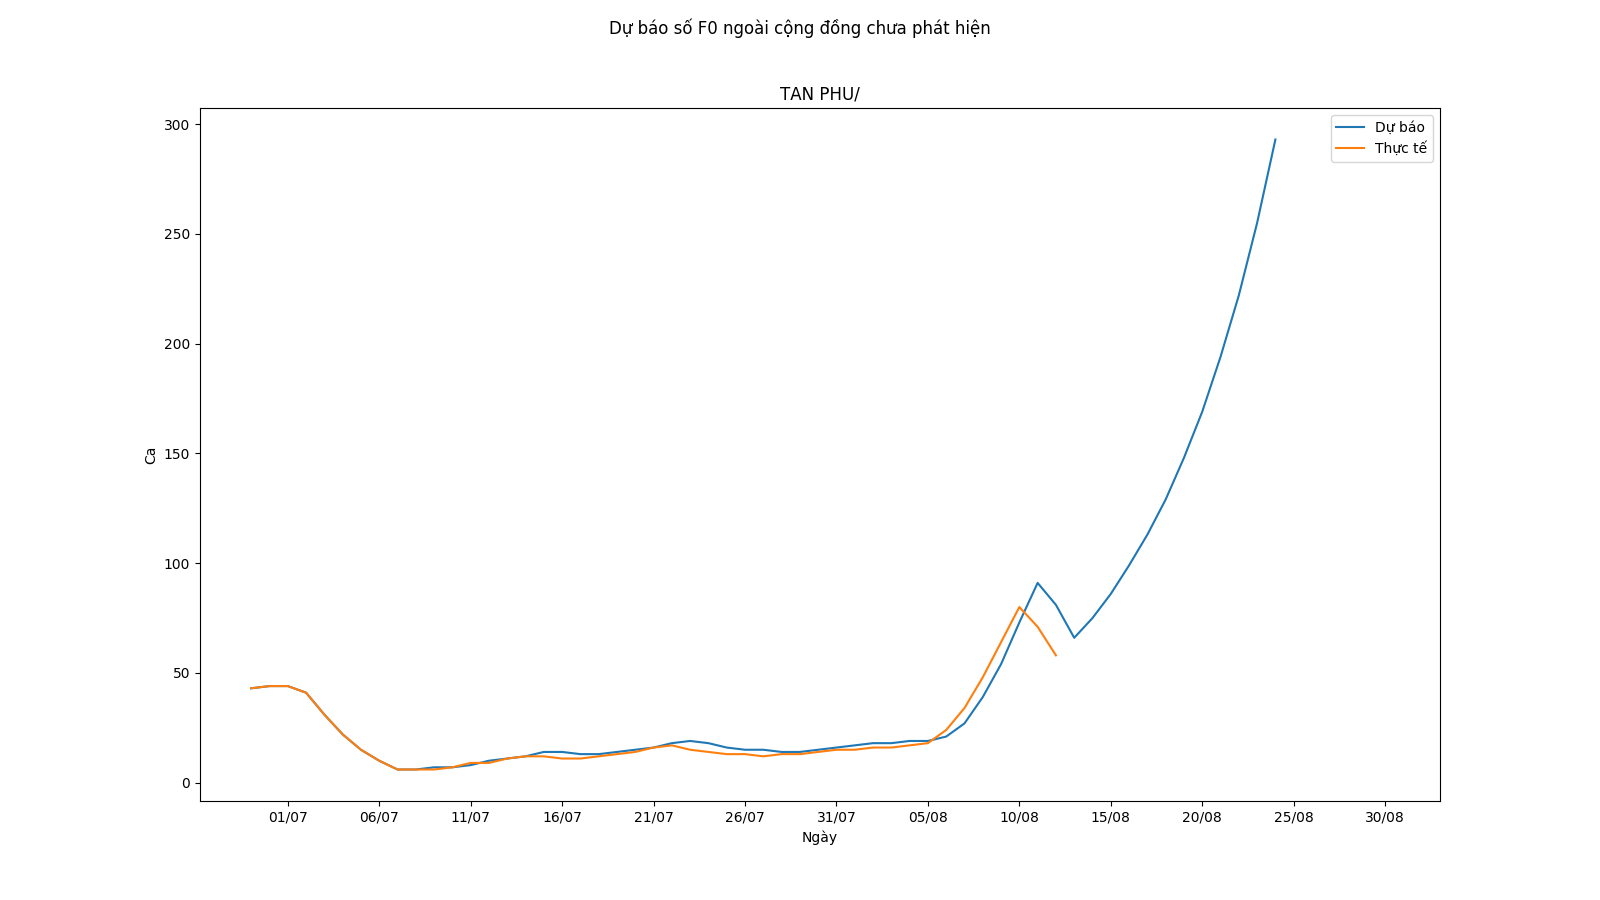 Dự báo số F0 ngoài cộng đồng chưa phát hiện
TAN PHU/
300
250
200
150
100
50
0
Ca
Dự báo
Thực tế
01/07 06/07 11/07 16/07 21/07 26/07 31/07 05/08 10/08 15/08 20/08 25/08 30/08
Ngày